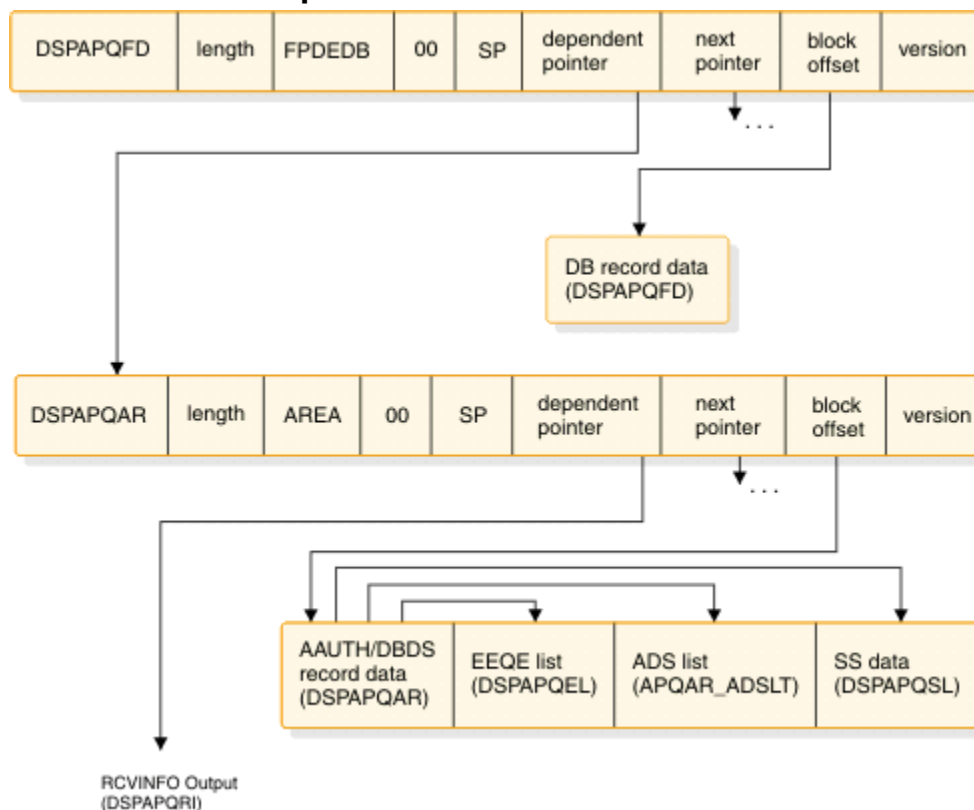 DSPAPQFD length FPDEDB 00 SP dependent pointer next pointer block offset version
...
DB record data
(DSPAPQFD)
DSPAPQAR length AREA 00 SP dependent pointer next pointer block offset version
...
AAUTH/DBDS
record data
(DSPAPQAR)
EEQE list
(DSPAPQEL)
ADS list
(APQAR_ADSLT)
SS data
(DSPAPQSL)
RCVINFO Output
(DSPAPQRI)